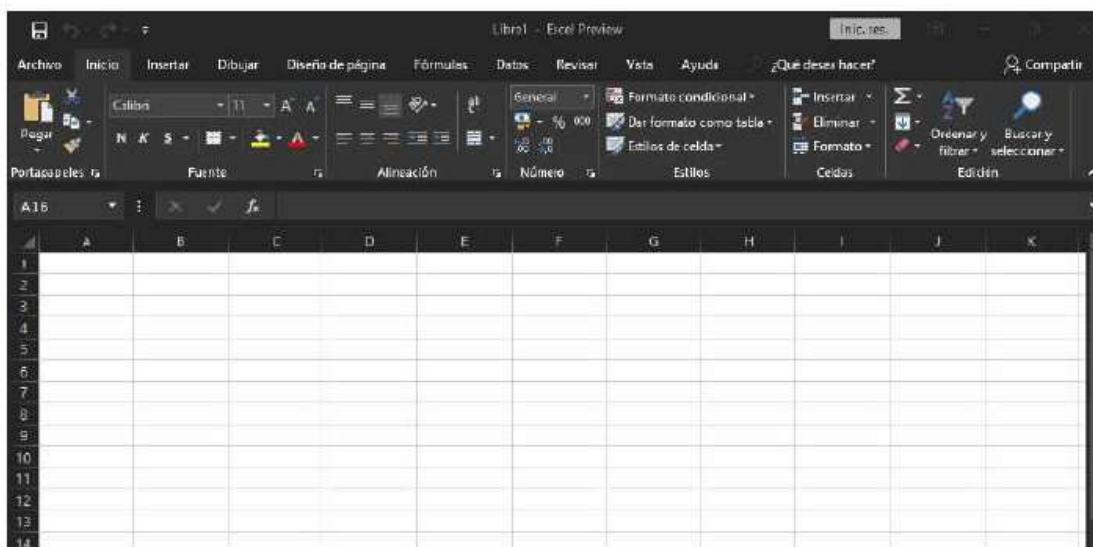 Libro1 - Excel Preview Inic. ses.
Archivo Inicio Insertar Dibujar Diseño de página Fórmulas Datos Revisar Vista Ayuda ¿Qué desea hacer? Compartir
Calibri 11 A A General Formato condicional Insertar Σ
Pegar % 000 Dar formato como tabla Eliminar Ordenar y Buscar y
N K S A Estilos de celda Formato filtrar seleccionar
Portapapeles Fuente Alineación Número Estilos Celdas Edición
A16 fx
A B C D E F G H I J K
1
2
3
4
5
6
7
8
9
10
11
12
13
14